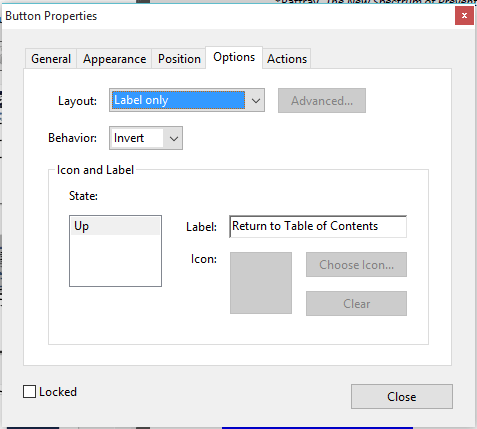 *Rattray, The New Spectrum of Prevent
Button Properties
x
General Appearance Position Options Actions
Layout: Label only Advanced...
Behavior: Invert
Icon and Label
State:
Up
Label: Return to Table of Contents
Icon: Choose Icon...
Clear
Locked
Close